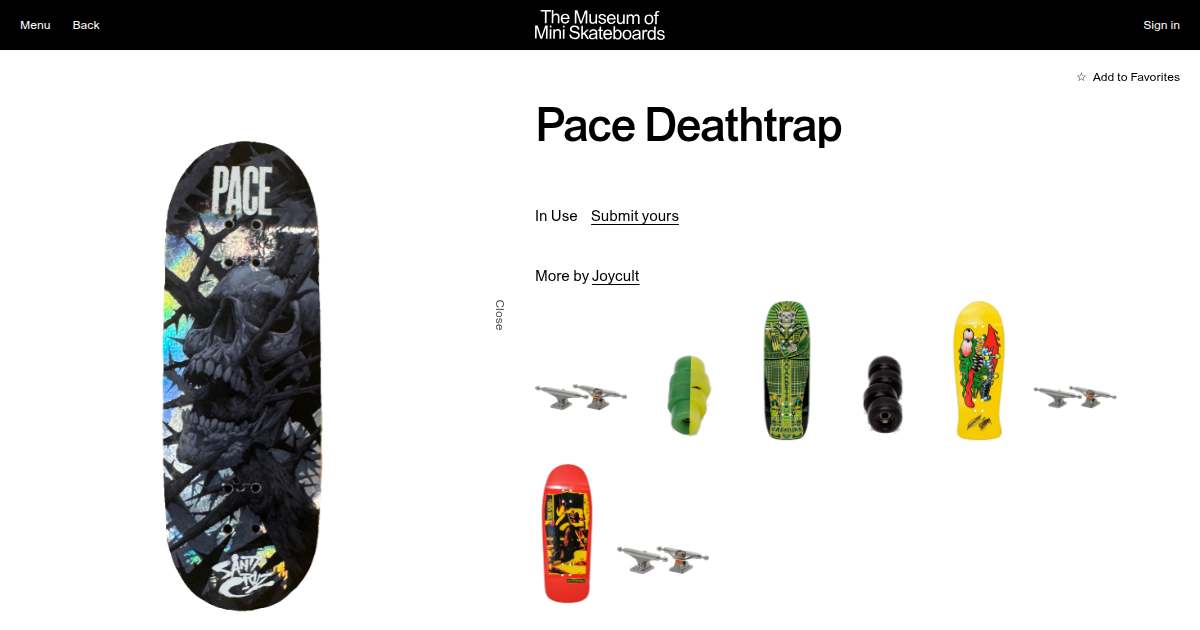 Menu
Back
The Museum of
Mini Skateboards
Sign in
☆ Add to Favorites
Pace Deathtrap
PACE
In Use
Submit yours
More by Joycult
Close
SANTA
CRUZ